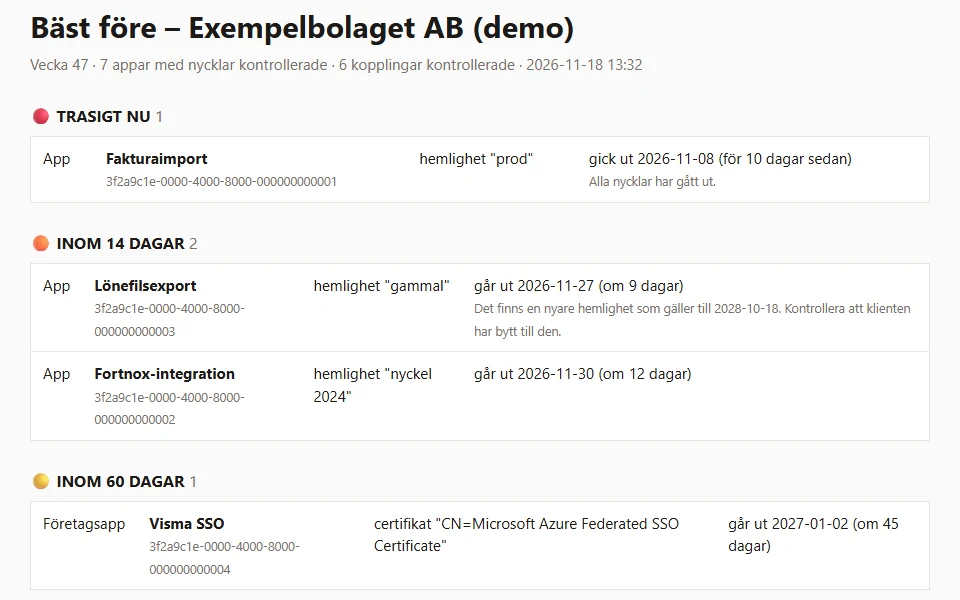 Bäst före – Exempelbolaget AB (demo)
Vecka 47 · 7 appar med nycklar kontrollerade · 6 kopplingar kontrollerade · 2026-11-18 13:32
TRASIGT NU 1
App Fakturaimport hemlighet "prod" gick ut 2026-11-08 (för 10 dagar sedan)
3f2a9c1e-0000-4000-8000-000000000001 Alla nycklar har gått ut.
INOM 14 DAGAR 2
App Lönefilsexport hemlighet "gammal" går ut 2026-11-27 (om 9 dagar)
3f2a9c1e-0000-4000-8000- Det finns en nyare hemlighet som gäller till 2028-10-18. Kontrollera att klienten
000000000003 har bytt till den.
App Fortnox-integration hemlighet "nyckel går ut 2026-11-30 (om 12 dagar)
3f2a9c1e-0000-4000-8000- 2024"
000000000002
INOM 60 DAGAR 1
Företagsapp Visma SSO certifikat "CN=Microsoft Azure Federated SSO går ut 2027-01-02 (om 45
3f2a9c1e-0000-4000-8000- Certificate" dagar)
000000000004